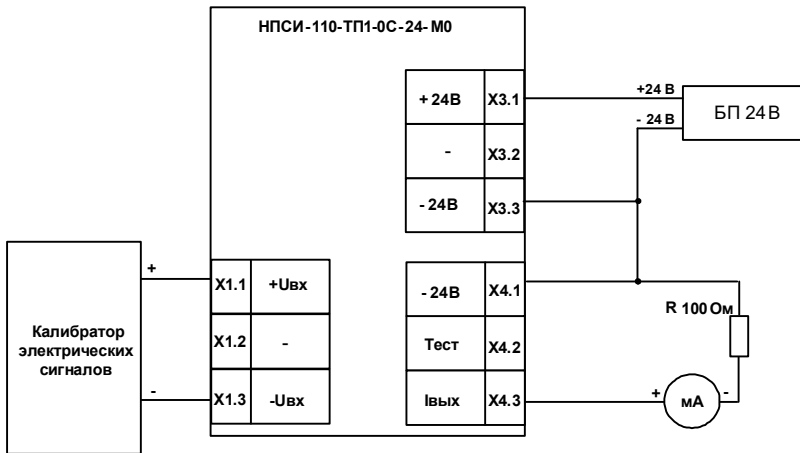 НПСИ-110-ТП1-0С-24- М0
+ 24В X3.1
- X3.2
- 24В X3.3
+24 В
- 24 В
БП 24 В
Калибратор
электрических
сигналов
+
-
X1.1 +Uвх
X1.2 -
X1.3 -Uвх
- 24В X4.1
Тест X4.2
Iвых X4.3
R 100 Ом
+ мА -